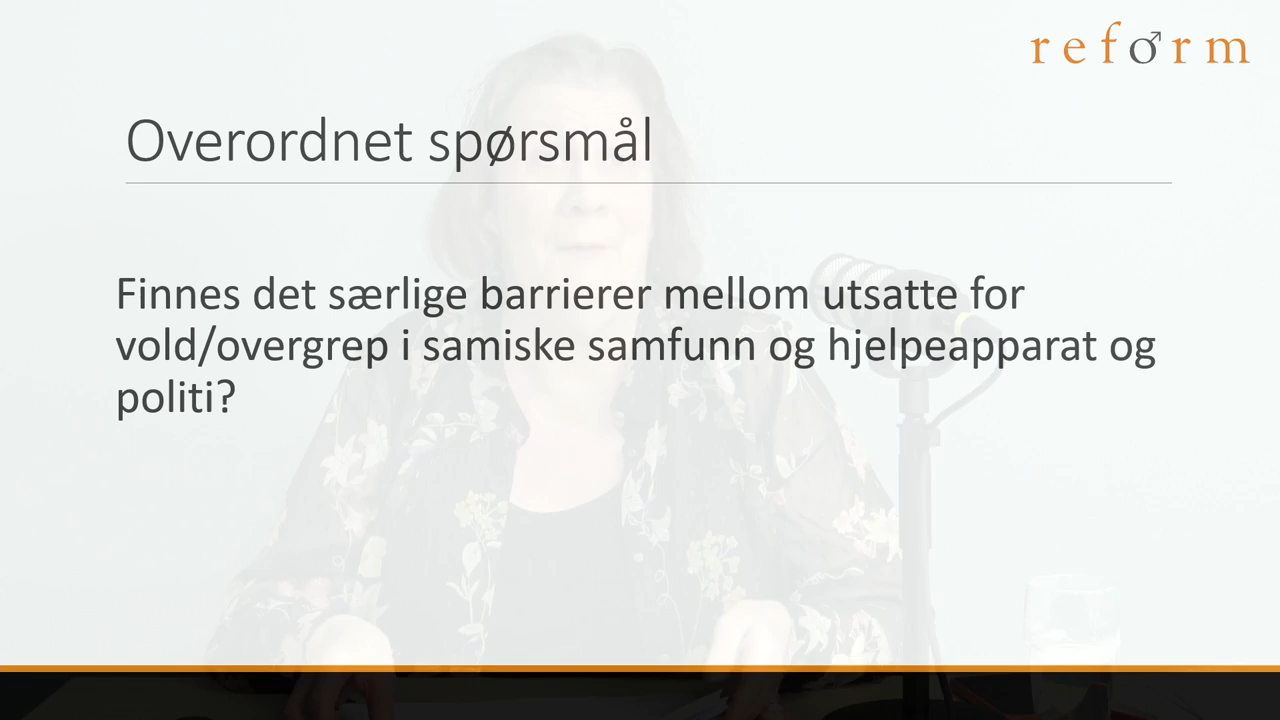 reform
Overordnet spørsmål
Finnes det særlige barrierer mellom utsatte for
vold/overgrep i samiske samfunn og hjelpeapparat og
politi?